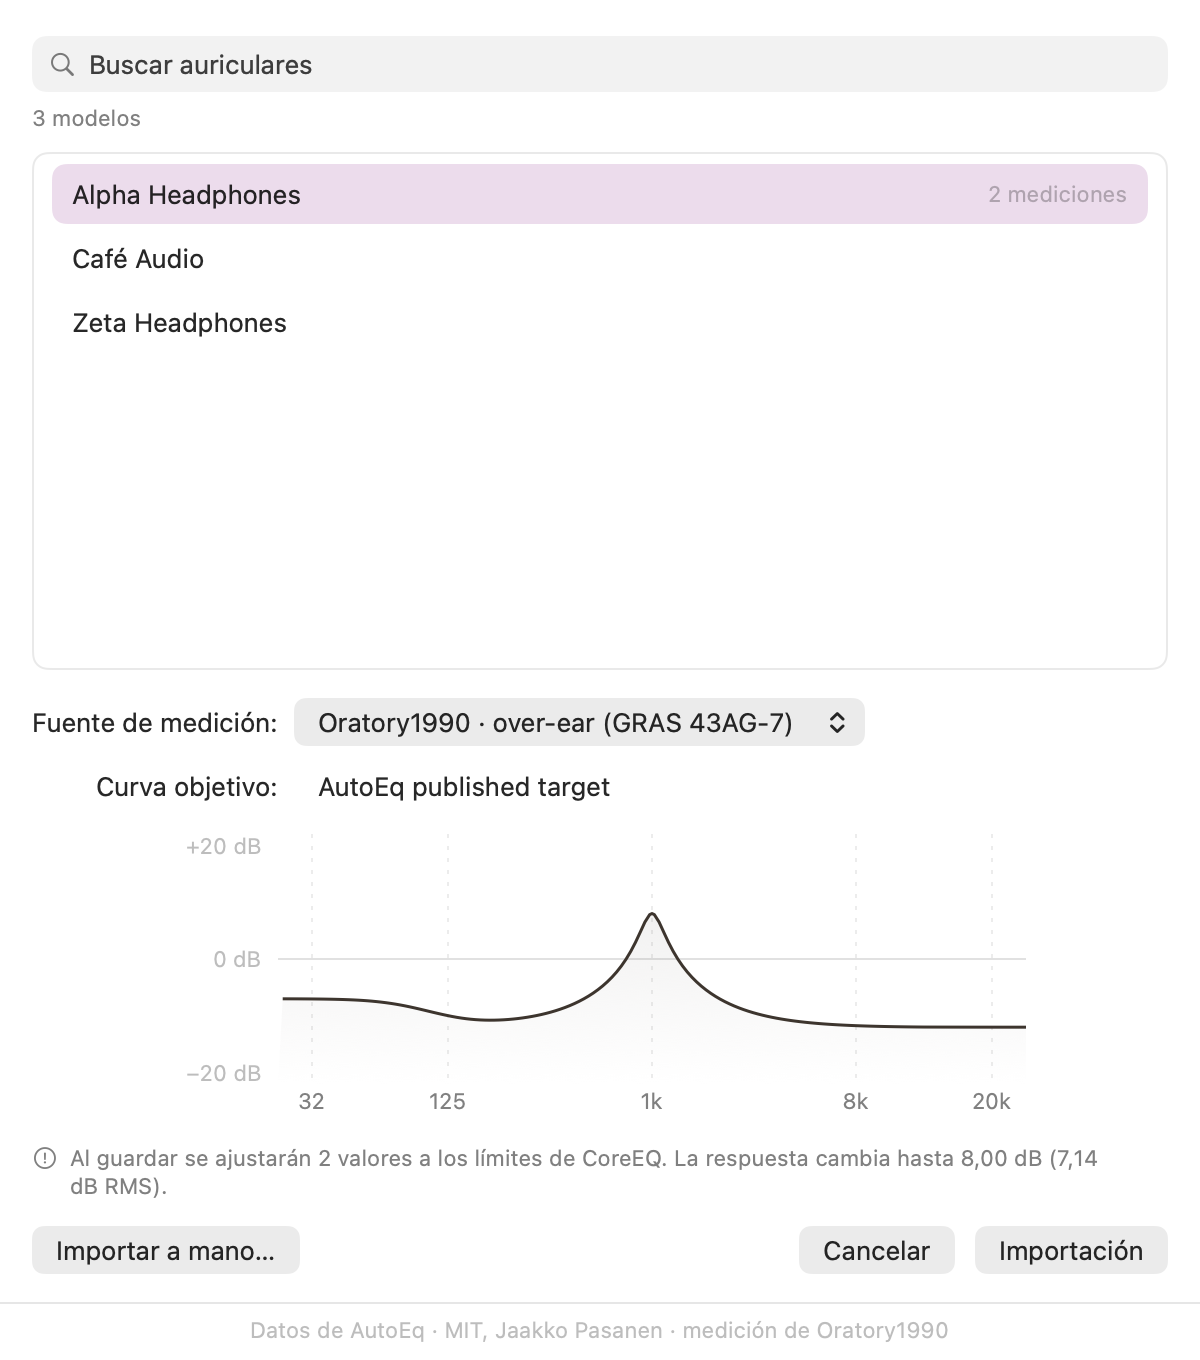 Buscar auriculares
3 modelos
Alpha Headphones 2 mediciones
Café Audio
Zeta Headphones
Fuente de medición: Oratory1990 · over-ear (GRAS 43AG-7)
Curva objetivo: AutoEq published target
+20 dB
0 dB
−20 dB
32 125 1k 8k 20k
Al guardar se ajustarán 2 valores a los límites de CoreEQ. La respuesta cambia hasta 8,00 dB (7,14
dB RMS).
Importar a mano... Cancelar Importación
Datos de AutoEq · MIT, Jaakko Pasanen · medición de Oratory1990